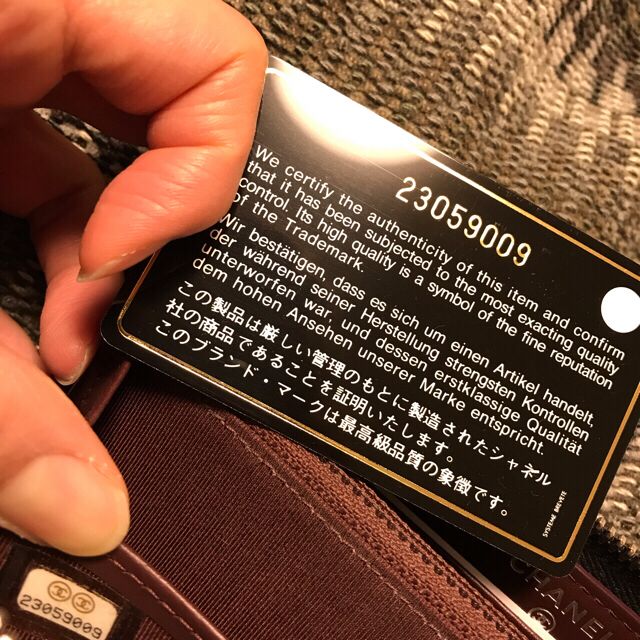 23059009
We certify the authenticity of this item and confirm
that it has been subjected to the most exacting quality
control. Its high quality is a symbol of the fine reputation
of the Trademark.
Wir bestätigen, dass es sich um einen Artikel handelt,
der während seiner Herstellung strengsten Kontrollen
unterworfen war, und dessen erstklassige Qualität
dem hohen Ansehen unserer Marke entspricht.
この製品は厳しい管理のもとに製造されたシャネル
社の商品であることを証明いたします。
このブランド・マークは最高級品質の象徴です。
SYSTEME BREVETE
CHANEL
23059009